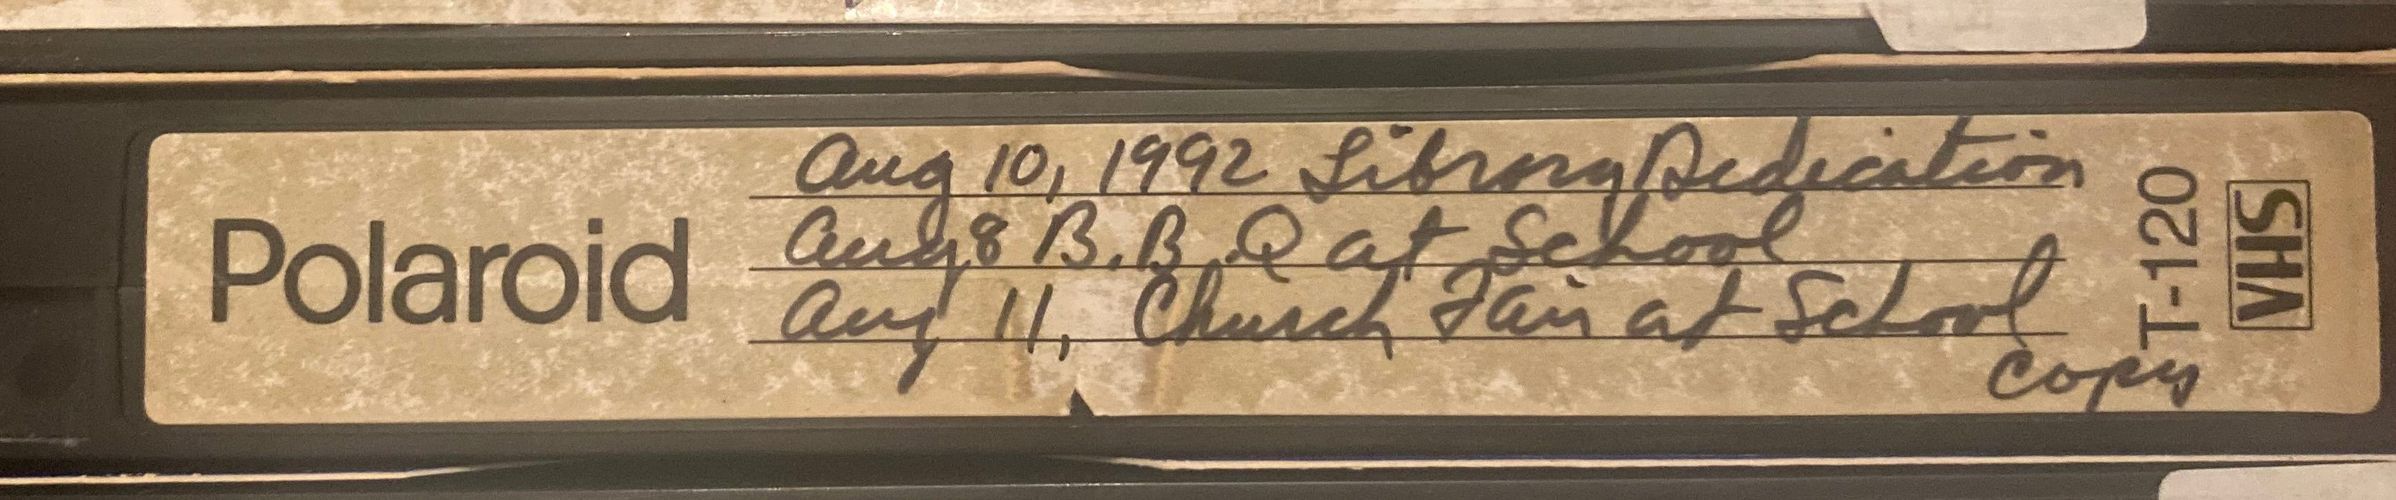 Polaroid
Aug 10, 1992 Library Dedication
Aug 8 B.B.Q at School
Aug 11, Church Fair at School
copy
T-120
VHS